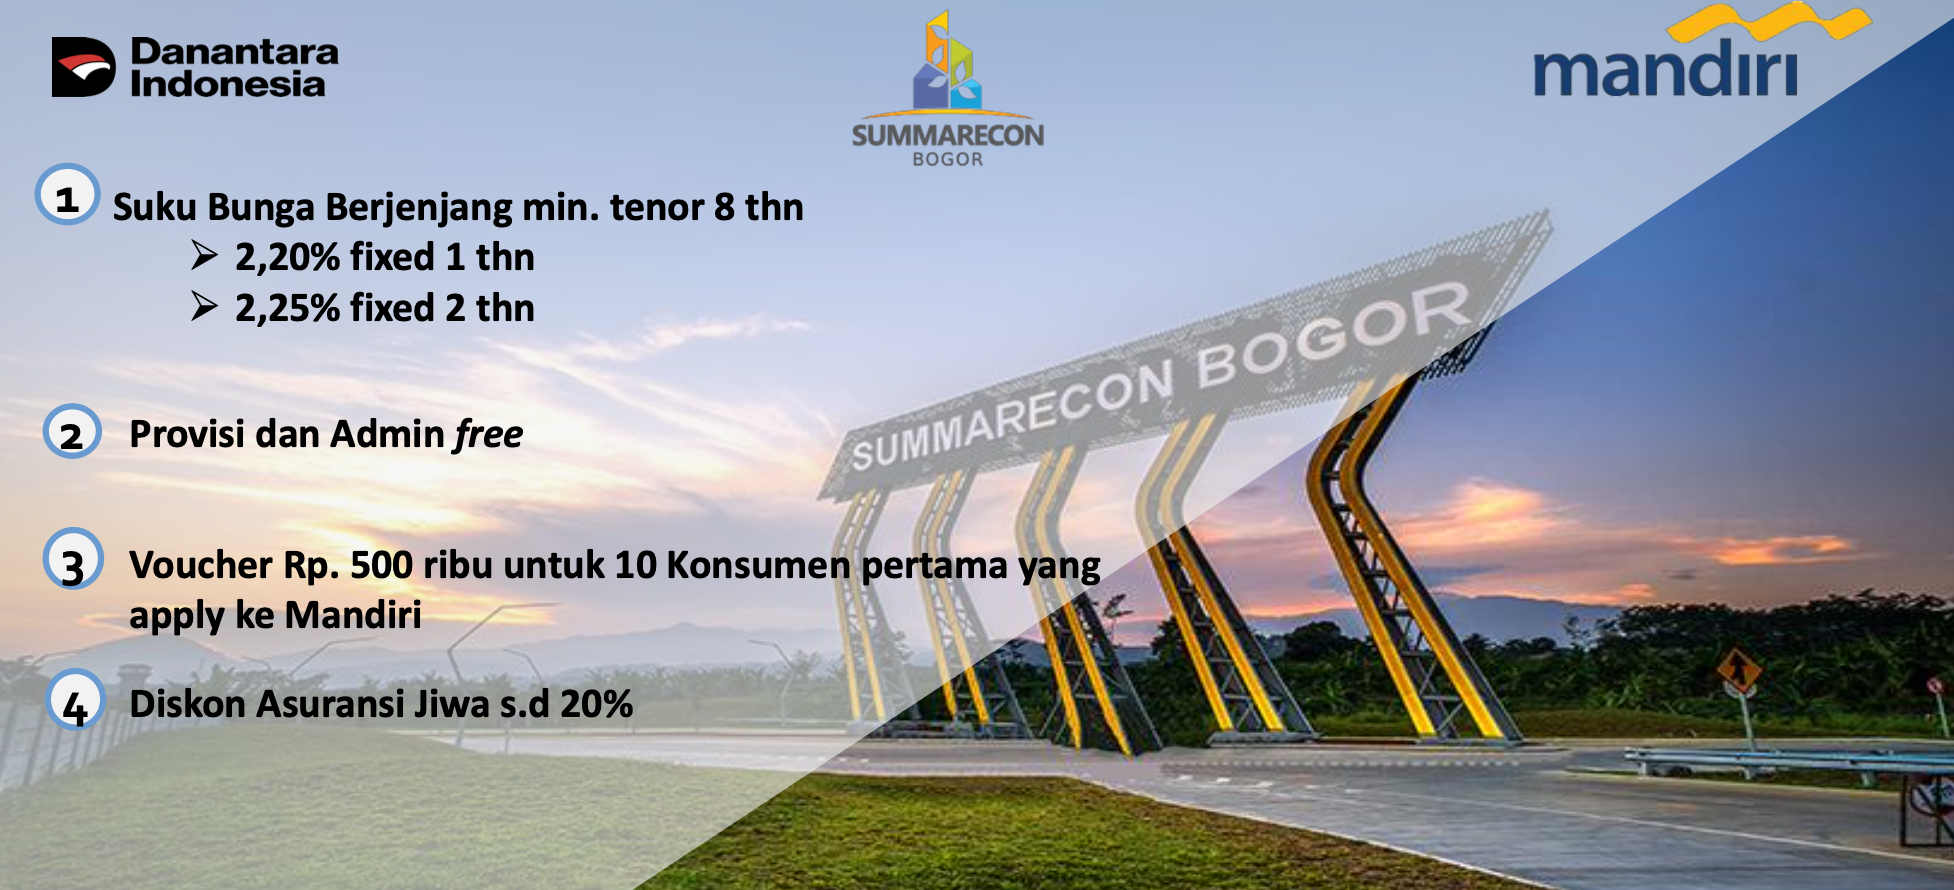 Danantara
Indonesia
SUMMARECON
BOGOR
mandiri
1 Suku Bunga Berjenjang min. tenor 8 thn
➢ 2,20% fixed 1 thn
➢ 2,25% fixed 2 thn
SUMMARECON BOGOR
2 Provisi dan Admin free
3 Voucher Rp. 500 ribu untuk 10 Konsumen pertama yang
apply ke Mandiri
4 Diskon Asuransi Jiwa s.d 20%